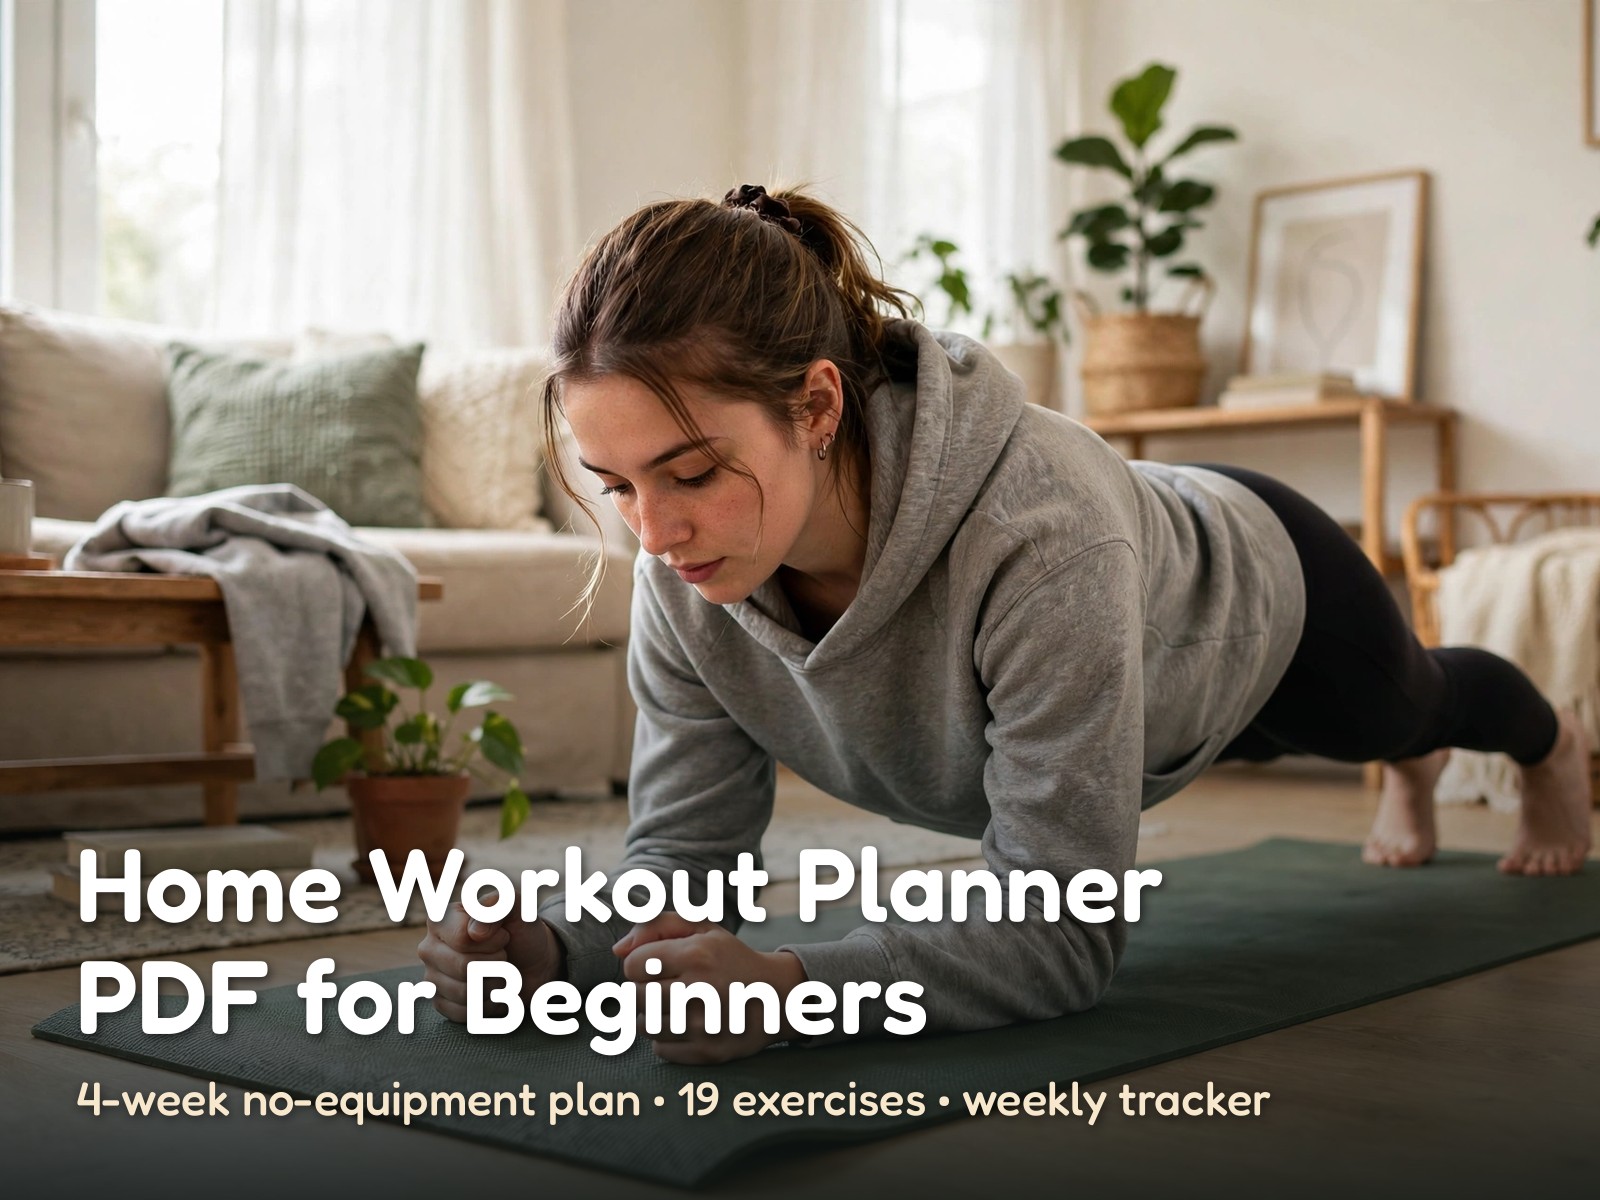 Home Workout Planner
PDF for Beginners
4-week no-equipment plan • 19 exercises • weekly tracker